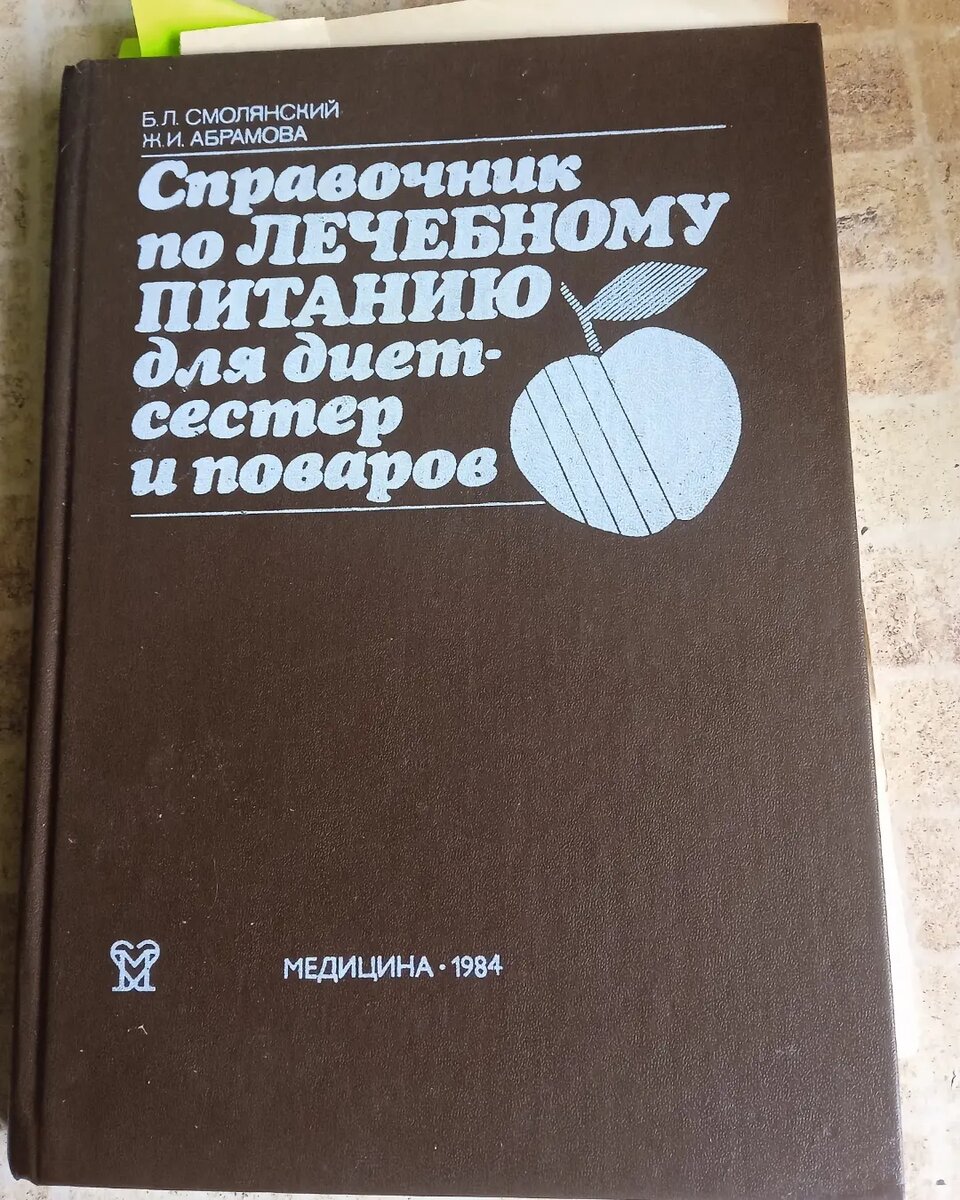 Б.Л. СМОЛЯНСКИЙ
Ж.И. АБРАМОВА
Справочник
по ЛЕЧЕБНОМУ
ПИТАНИЮ
для диет-
сестер
и поваров
М
МЕДИЦИНА • 1984